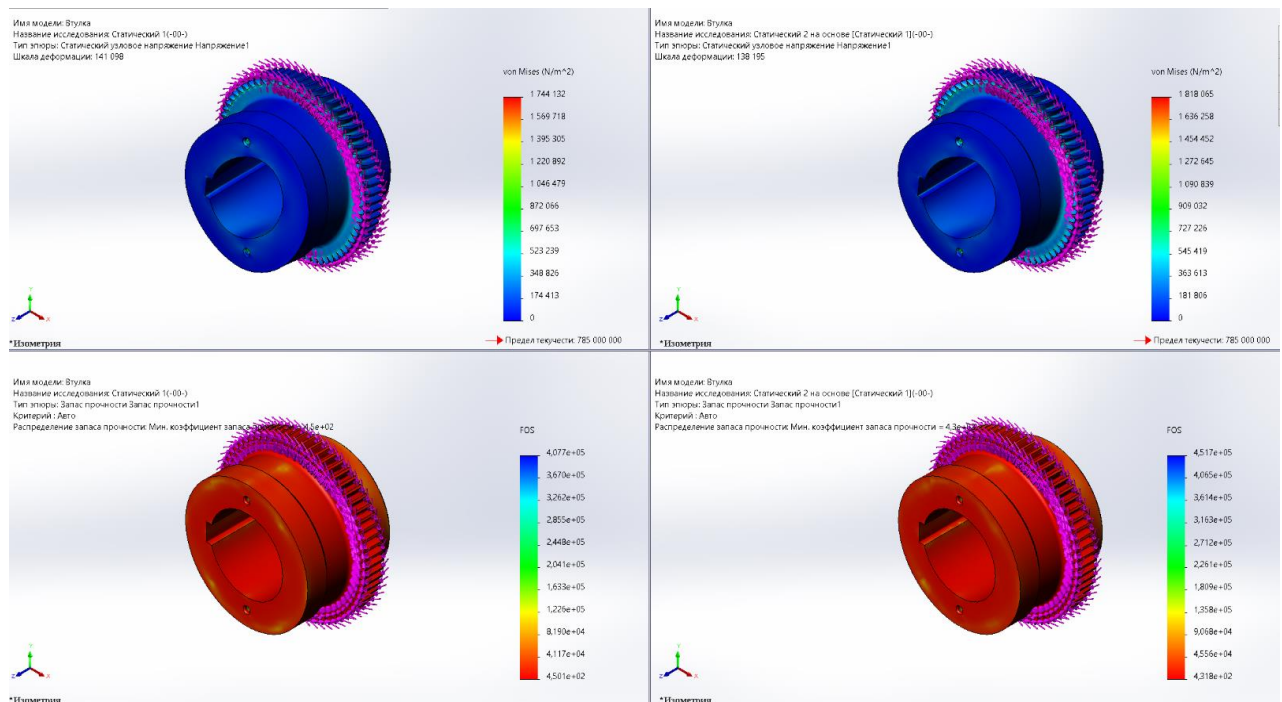 Имя модели: Втулка
Название исследования: Статический 1(-00-)
Тип эпюры: Статический узловое напряжение Напряжение1
Шкала деформации: 141 098
von Mises (N/m^2)
1 744 132
1 569 718
1 395 305
1 220 892
1 046 479
872 066
697 653
523 239
348 826
174 413
0
Предел текучести: 785 000 000
Y
Z
X
*Изометрия
Имя модели: Втулка
Название исследования: Статический 2 на основе [Статический 1](-00-)
Тип эпюры: Статический узловое напряжение Напряжение1
Шкала деформации: 138 195
von Mises (N/m^2)
1 818 065
1 636 258
1 454 452
1 272 645
1 090 839
909 032
727 226
545 419
363 613
181 806
0
Предел текучести: 785 000 000
Y
Z
X
*Изометрия
Имя модели: Втулка
Название исследования: Статический 1(-00-)
Тип эпюры: Запас прочности Запас прочности1
Критерий : Авто
Распределение запаса прочности: Мин. коэффициент запаса
FOS
4,077e+05
3,670e+05
3,262e+05
2,855e+05
2,448e+05
2,041e+05
1,633e+05
1,226e+05
8,190e+04
4,117e+04
4,501e+02
Y
Z
X
*Изометрия
Имя модели: Втулка
Название исследования: Статический 2 на основе [Статический 1](-00-)
Тип эпюры: Запас прочности Запас прочности1
Критерий : Авто
Распределение запаса прочности: Мин. коэффициент запаса прочности =
FOS
4,517e+05
4,065e+05
3,614e+05
3,163e+05
2,712e+05
2,261e+05
1,809e+05
1,358e+05
9,068e+04
4,556e+04
4,318e+02
Y
Z
X
*Изометрия